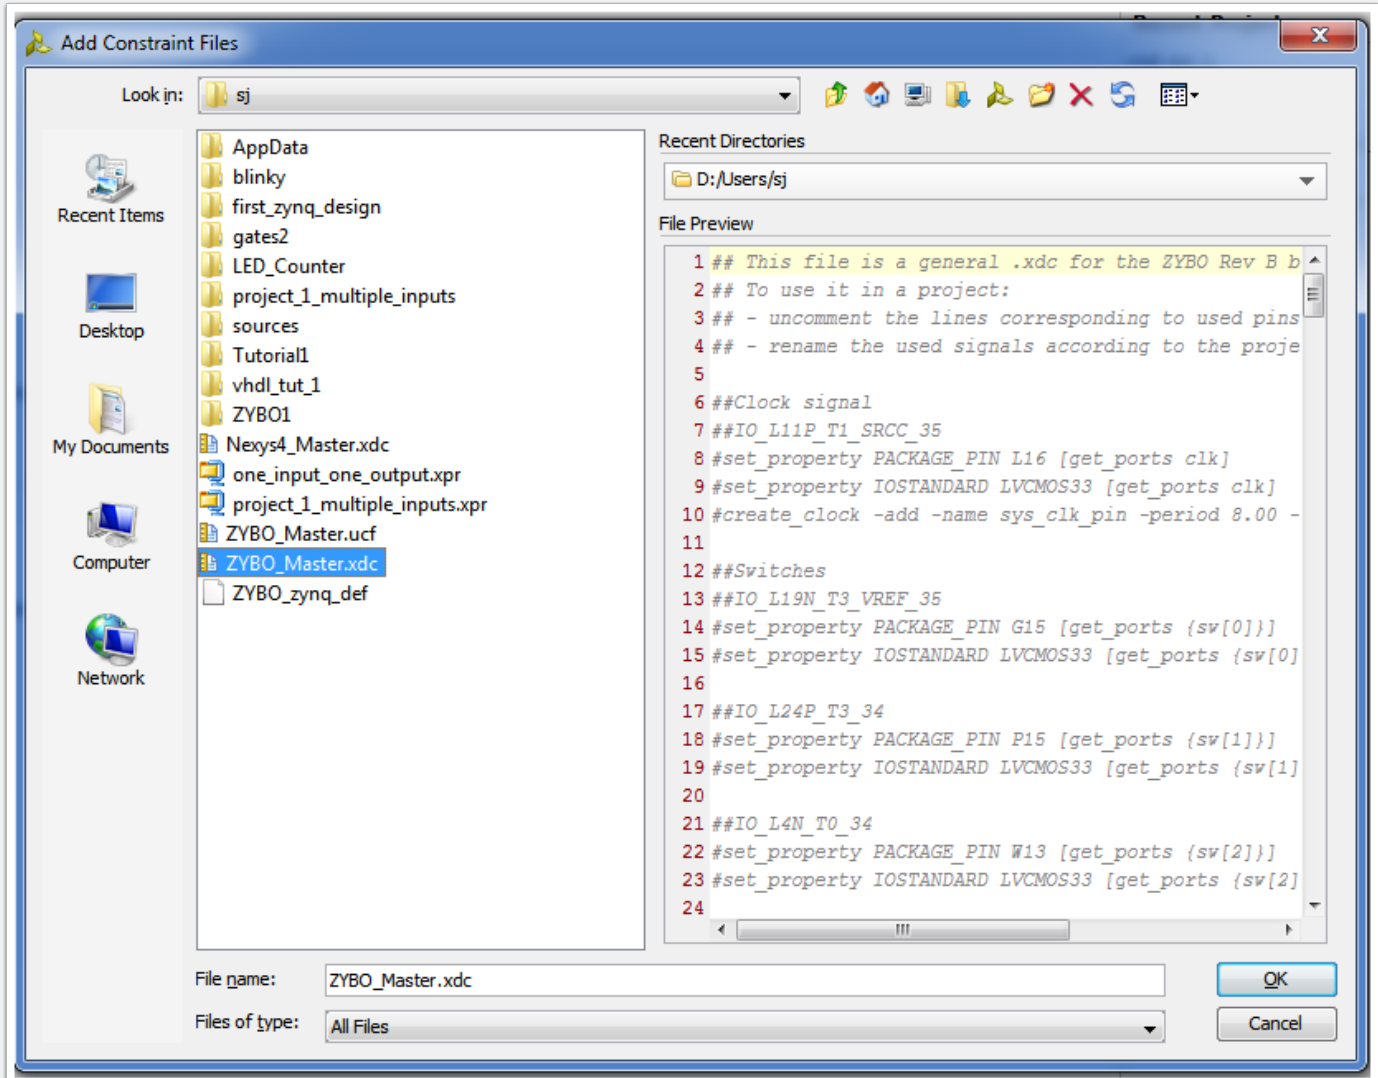 Add Constraint Files
Look in:
sj
Recent Items
Desktop
My Documents
Computer
Network
AppData
blinky
first_zynq_design
gates2
LED_Counter
project_1_multiple_inputs
sources
Tutorial1
vhdl_tut_1
ZYBO1
Nexys4_Master.xdc
one_input_one_output.xpr
project_1_multiple_inputs.xpr
ZYBO_Master.ucf
ZYBO_Master.xdc
ZYBO_zynq_def
Recent Directories
D:/Users/sj
File Preview
1 ## This file is a general .xdc for the ZYBO Rev B b
2 ## To use it in a project:
3 ## - uncomment the lines corresponding to used pins
4 ## - rename the used signals according to the proje
5
6 ##Clock signal
7 ##IO_L11P_T1_SRCC_35
8 #set_property PACKAGE_PIN L16 [get_ports clk]
9 #set_property IOSTANDARD LVCMOS33 [get_ports clk]
10 #create_clock -add -name sys_clk_pin -period 8.00 -
11
12 ##Switches
13 ##IO_L19N_T3_VREF_35
14 #set_property PACKAGE_PIN G15 [get_ports {sw[0]}]
15 #set_property IOSTANDARD LVCMOS33 [get_ports {sw[0]
16
17 ##IO_L24P_T3_34
18 #set_property PACKAGE_PIN P15 [get_ports {sw[1]}]
19 #set_property IOSTANDARD LVCMOS33 [get_ports {sw[1]
20
21 ##IO_L4N_T0_34
22 #set_property PACKAGE_PIN W13 [get_ports {sw[2]}]
23 #set_property IOSTANDARD LVCMOS33 [get_ports {sw[2]
24
File name:
ZYBO_Master.xdc
OK
Files of type:
All Files
Cancel